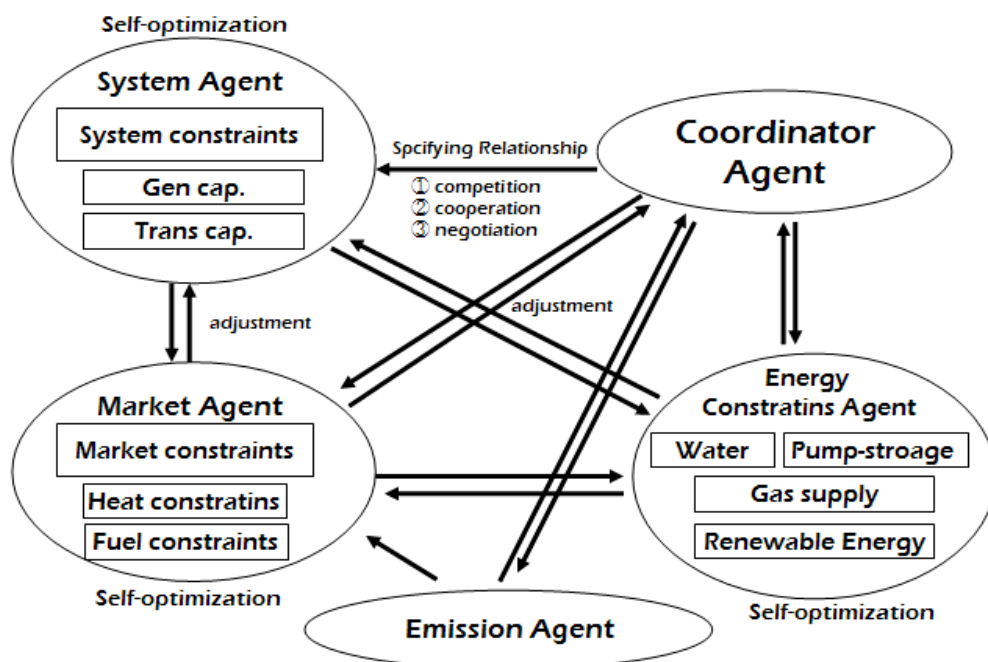 Self-optimization
System Agent
System constraints
Gen cap.
Trans cap.
Spcifying Relationship
① competition
② cooperation
③ negotiation
Coordinator
Agent
adjustment
adjustment
Market Agent
Market constraints
Heat constratins
Fuel constraints
Self-optimization
Energy
Constratins Agent
Water
Pump-stroage
Gas supply
Renewable Energy
Self-optimization
Emission Agent